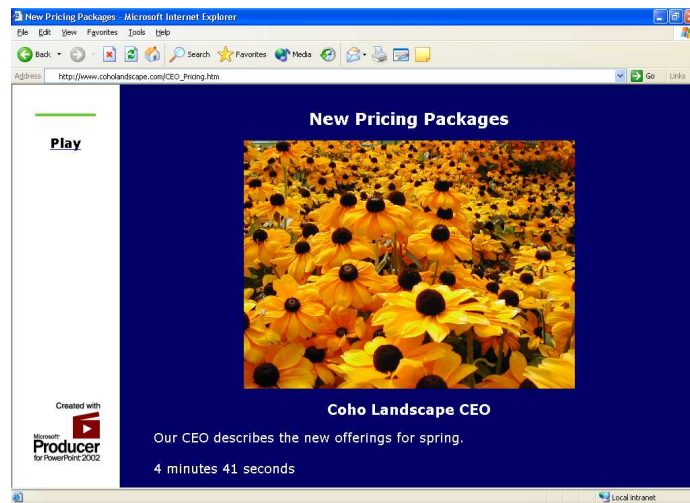 New Pricing Packages - Microsoft Internet Explorer
File Edit View Favorites Tools Help
Back Search Favorites Media
Address http://www.coholandscape.com/CEO_Pricing.htm Go Links
New Pricing Packages
Play
Coho Landscape CEO
Our CEO describes the new offerings for spring.
4 minutes 41 seconds
Created with
Microsoft
Producer
for PowerPoint 2002
Local intranet